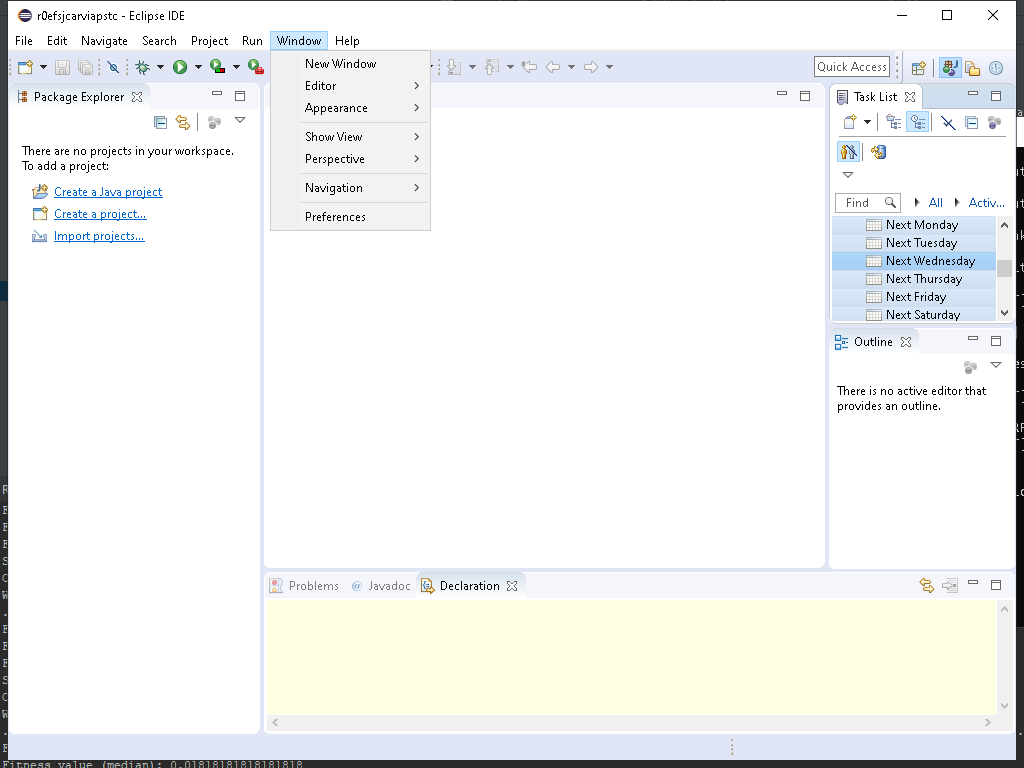 r0efsjcarviapstc - Eclipse IDE
File Edit Navigate Search Project Run Window Help
New Window
Editor
Appearance
Show View
Perspective
Navigation
Preferences
Quick Access
Package Explorer
There are no projects in your workspace.
To add a project:
Create a Java project
Create a project...
Import projects...
Task List
Find All Activ...
Next Monday
Next Tuesday
Next Wednesday
Next Thursday
Next Friday
Next Saturday
Outline
There is no active editor that
provides an outline.
Problems @ Javadoc Declaration
Fitness value (median): 0.01818181818181818